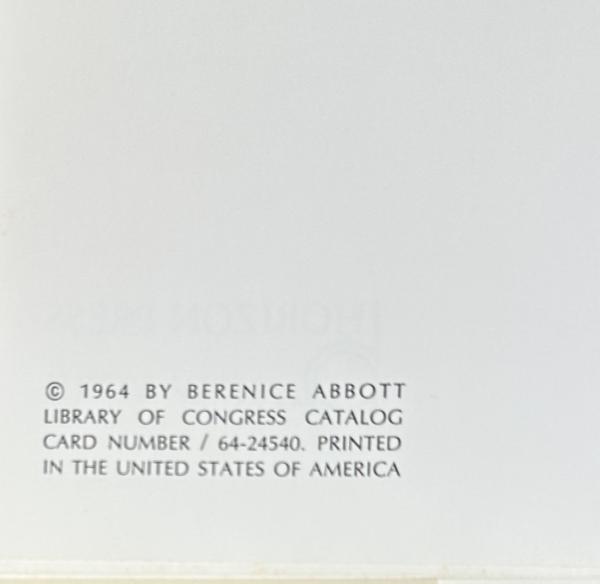 © 1964 BY BERENICE ABBOTT
LIBRARY OF CONGRESS CATALOG
CARD NUMBER / 64-24540. PRINTED
IN THE UNITED STATES OF AMERICA